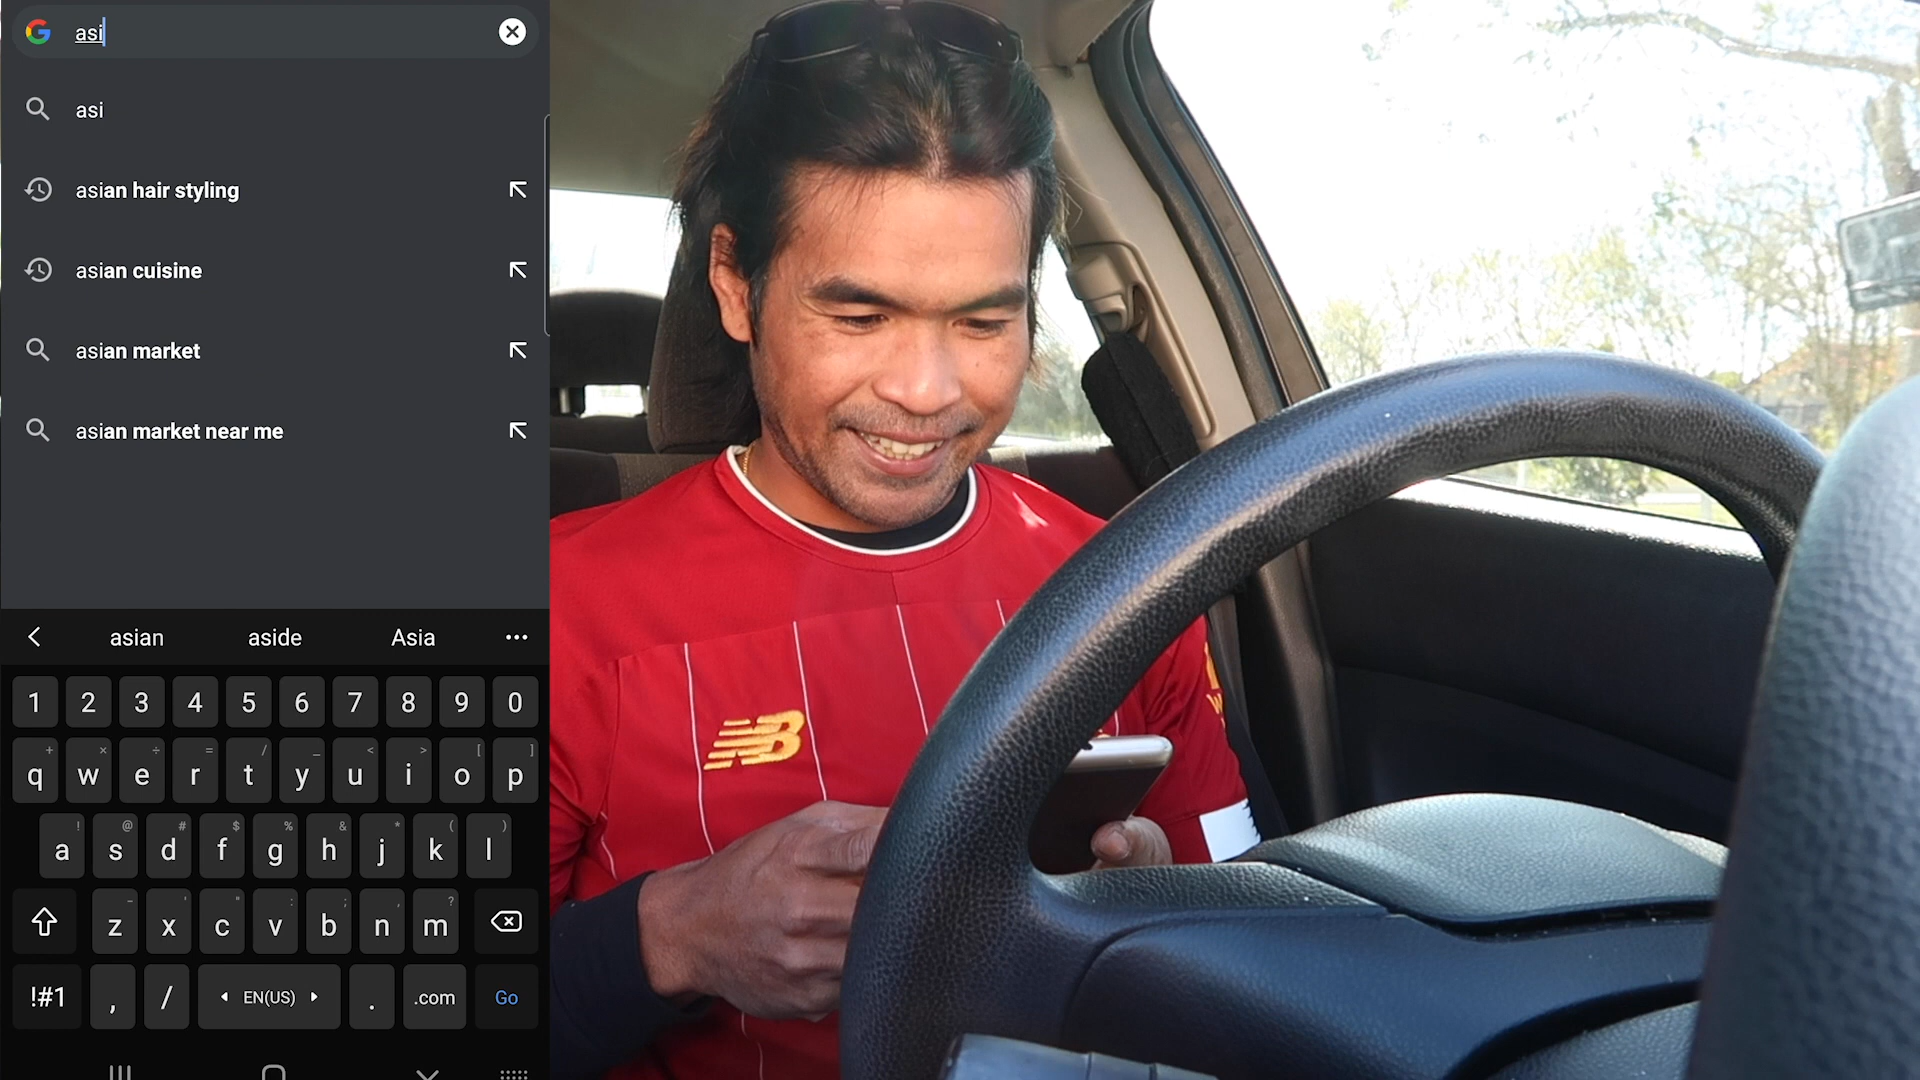 asi
asi
asian hair styling
asian cuisine
asian market
asian market near me
asian aside Asia ...
1 2 3 4 5 6 7 8 9 0
+ × ÷ = / _ < > [ ]
q w e r t y u i o p
! @ # $ % & * ( )
a s d f g h j k l
- ' " : ; , ?
z x c v b n m
!#1 , / EN(US) . .com Go
NB